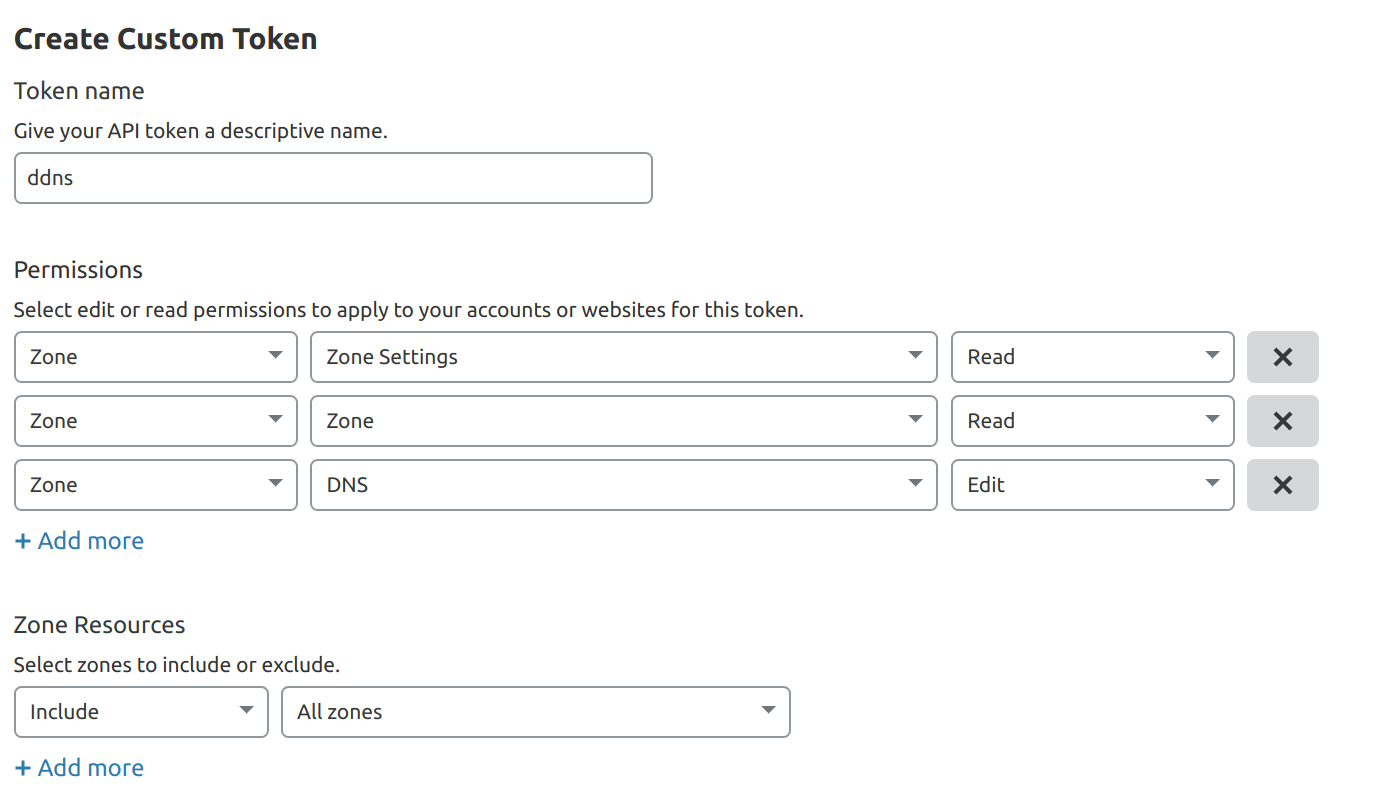 Create Custom Token
Token name
Give your API token a descriptive name.
ddns
Permissions
Select edit or read permissions to apply to your accounts or websites for this token.
Zone Zone Settings Read
Zone Zone Read
Zone DNS Edit
+ Add more
Zone Resources
Select zones to include or exclude.
Include All zones
+ Add more